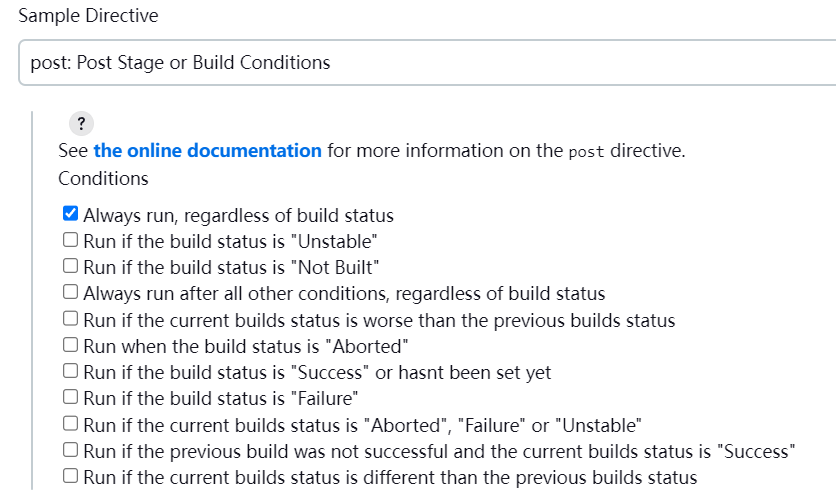 Sample Directive
post: Post Stage or Build Conditions
?
See the online documentation for more information on the post directive.
Conditions
Always run, regardless of build status
Run if the build status is "Unstable"
Run if the build status is "Not Built"
Always run after all other conditions, regardless of build status
Run if the current builds status is worse than the previous builds status
Run when the build status is "Aborted"
Run if the build status is "Success" or hasnt been set yet
Run if the build status is "Failure"
Run if the current builds status is "Aborted", "Failure" or "Unstable"
Run if the previous build was not successful and the current builds status is "Success"
Run if the current builds status is different than the previous builds status